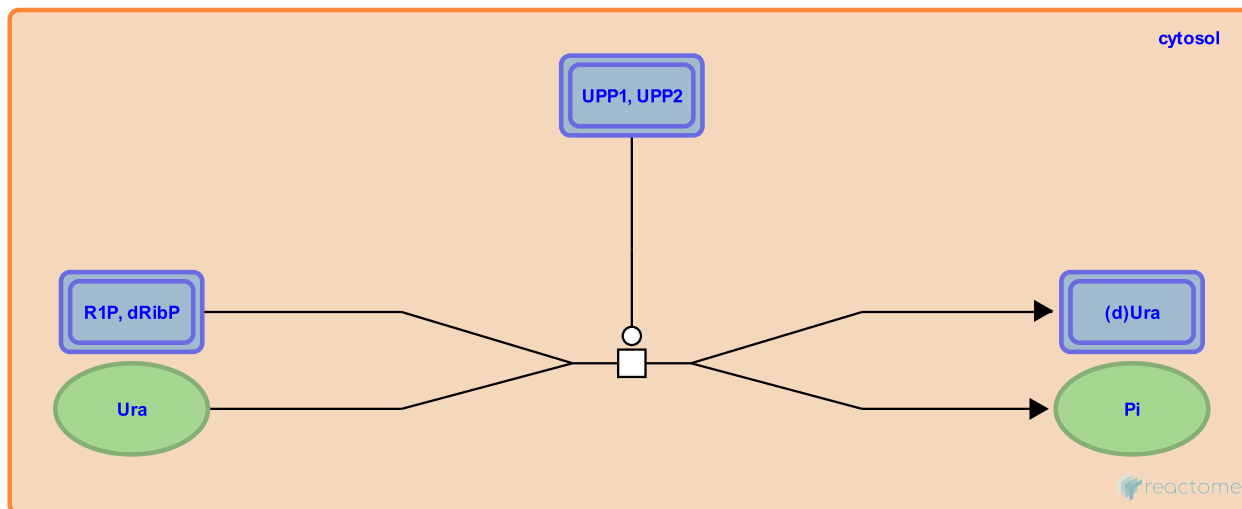 cytosol
UPP1, UPP2
R1P, dRibP
(d)Ura
Ura
Pi
reactome